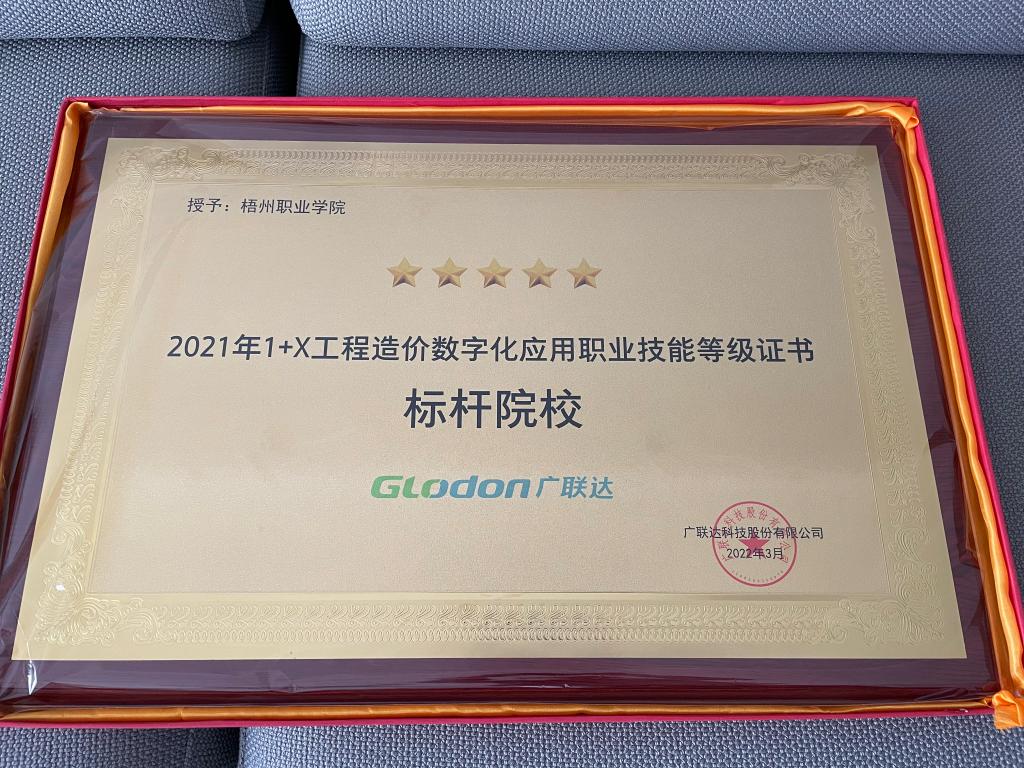 授予：梧州职业学院
2021年1+X工程造价数字化应用职业技能等级证书
标杆院校
GLodon广联达
广联达科技股份有限公司
2022年3月